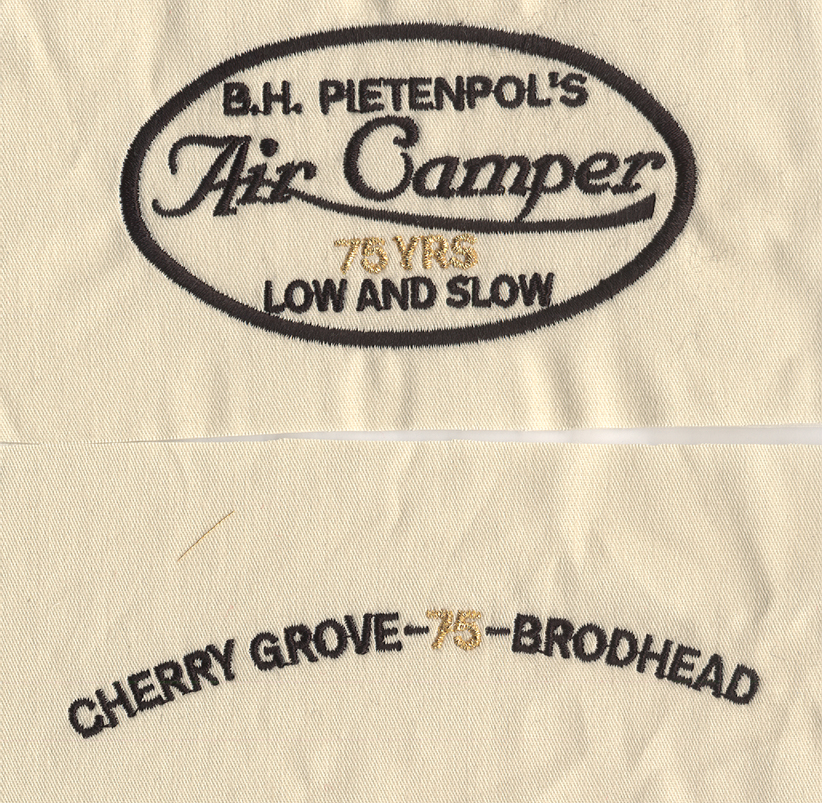 B.H. PIETENPOL'S
Air Camper
75 YRS
LOW AND SLOW
CHERRY GROVE-75-BRODHEAD